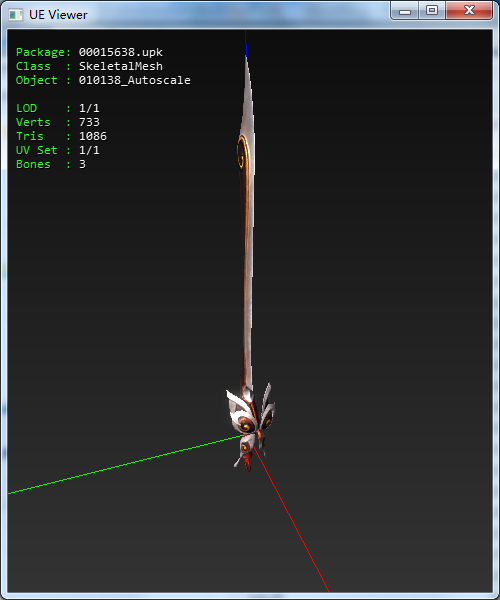 UE Viewer
Package: 00015638.upk
Class  : SkeletalMesh
Object : 010138_Autoscale
LOD    : 1/1
Verts  : 733
Tris   : 1086
UV Set : 1/1
Bones  : 3